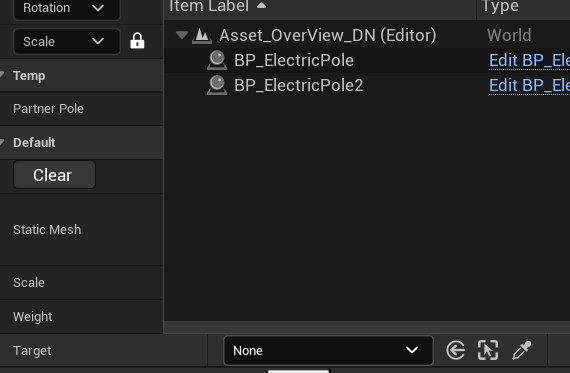 Rotation
Item Label
Type
Scale
Asset_OverView_DN (Editor)
World
BP_ElectricPole
Edit BP_Ele
Temp
BP_ElectricPole2
Edit BP_Ele
Partner Pole
Default
Clear
Static Mesh
Scale
Weight
Target
None